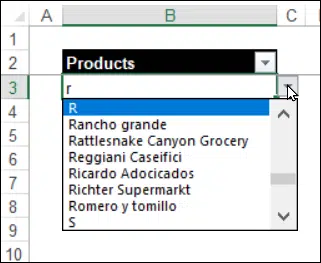 A B C
1
2 Products
3 r
4 R
Rancho grande
5 Rattlesnake Canyon Grocery
6 Reggiani Caseifici
7 Ricardo Adocicados
Richter Supermarkt
8 Romero y tomillo
9 S
10